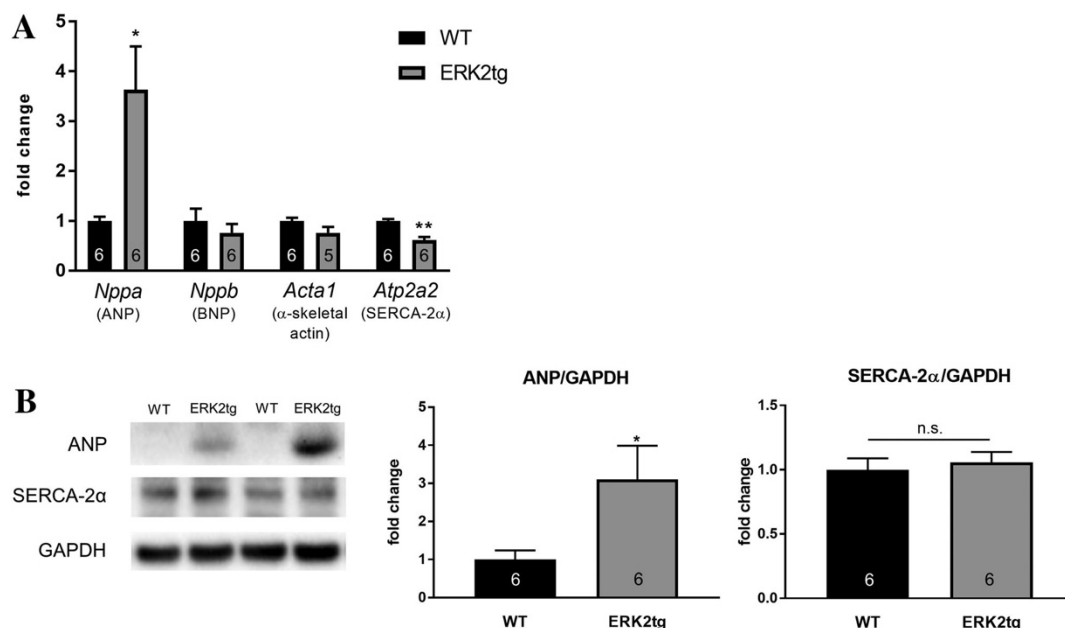 A
fold change
5
4
3
2
1
0
*
**
WT
ERK2tg
6 6 6 6 6 5 6 6
Nppa Nppb Acta1 Atp2a2
(ANP) (BNP) (α-skeletal actin) (SERCA-2α)
B
WT ERK2tg WT ERK2tg
ANP
SERCA-2α
GAPDH
ANP/GAPDH
fold change
5
4
3
2
1
0
*
6 6
WT ERK2tg
SERCA-2α/GAPDH
fold change
1.5
1.0
0.5
0.0
n.s.
6 6
WT ERK2tg